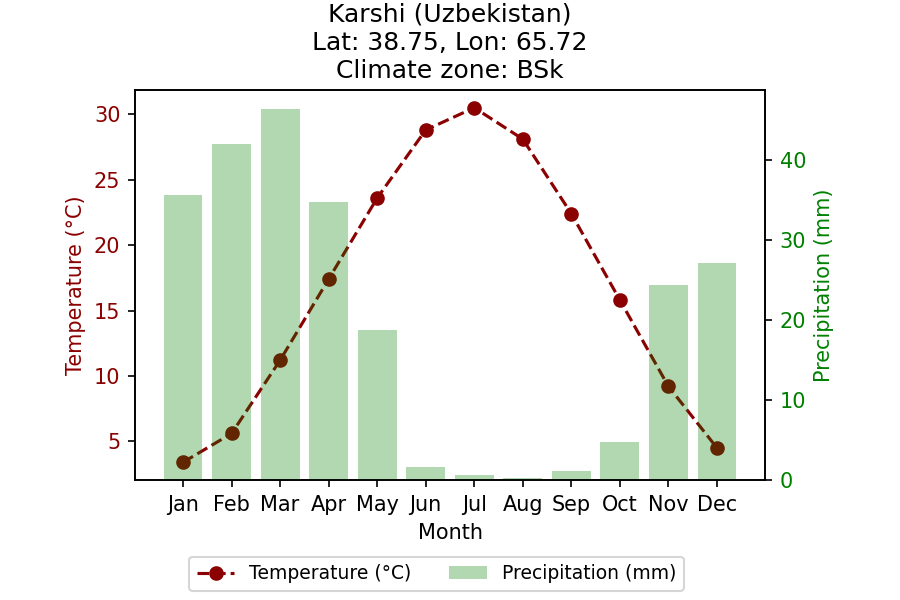 Karshi (Uzbekistan)
Lat: 38.75, Lon: 65.72
Climate zone: BSk
Temperature (°C)
30
25
20
15
10
5
40
30
20
10
0
Precipitation (mm)
Jan Feb Mar Apr May Jun Jul Aug Sep Oct Nov Dec
Month
Temperature (°C) Precipitation (mm)